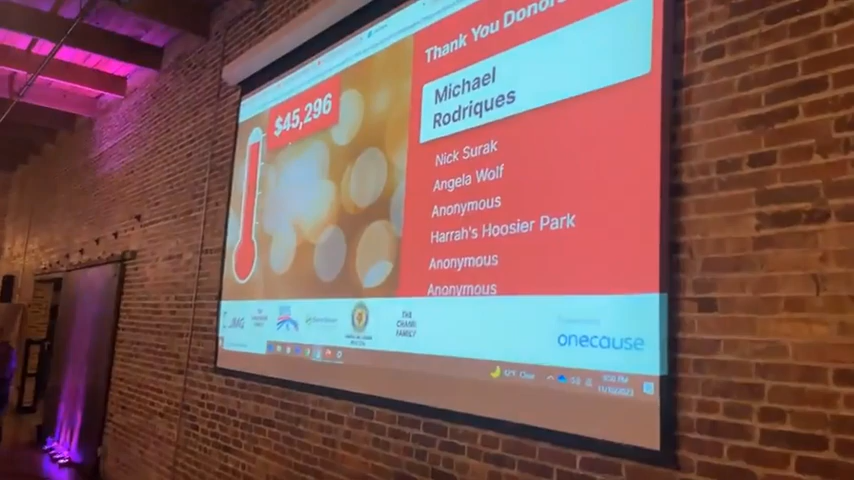 Thank You Donors
$45,296
Michael
Rodriques
Nick Surak
Angela Wolf
Anonymous
Harrah's Hoosier Park
Anonymous
Anonymous
JMG
THE
FAMILY
onecause